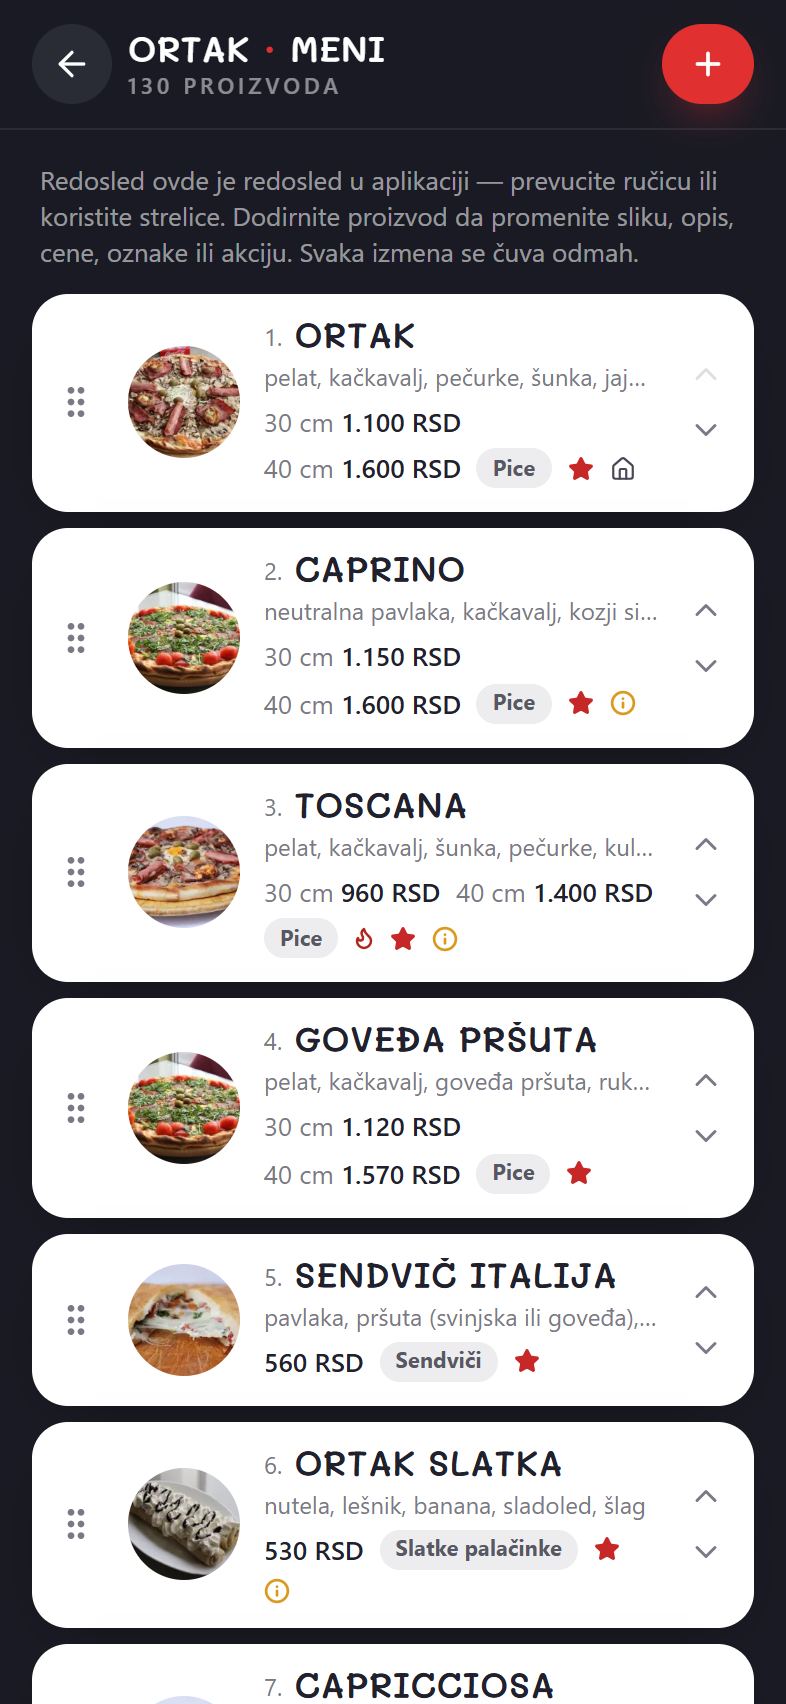 ORTAK · MENI
130 PROIZVODA
Redosled ovde je redosled u aplikaciji — prevucite ručicu ili
koristite strelice. Dodirnite proizvod da promenite sliku, opis,
cene, oznake ili akciju. Svaka izmena se čuva odmah.
1. ORTAK
pelat, kačkavalj, pečurke, šunka, jaj...
30 cm 1.100 RSD
40 cm 1.600 RSD Pice
2. CAPRINO
neutralna pavlaka, kačkavalj, kozji si...
30 cm 1.150 RSD
40 cm 1.600 RSD Pice
3. TOSCANA
pelat, kačkavalj, šunka, pečurke, kul...
30 cm 960 RSD 40 cm 1.400 RSD
Pice
4. GOVEĐA PRŠUTA
pelat, kačkavalj, goveđa pršuta, ruk...
30 cm 1.120 RSD
40 cm 1.570 RSD Pice
5. SENDVIČ ITALIJA
pavlaka, pršuta (svinjska ili goveđa),...
560 RSD Sendviči
6. ORTAK SLATKA
nutela, lešnik, banana, sladoled, šlag
530 RSD Slatke palačinke
7. CAPRICCIOSA